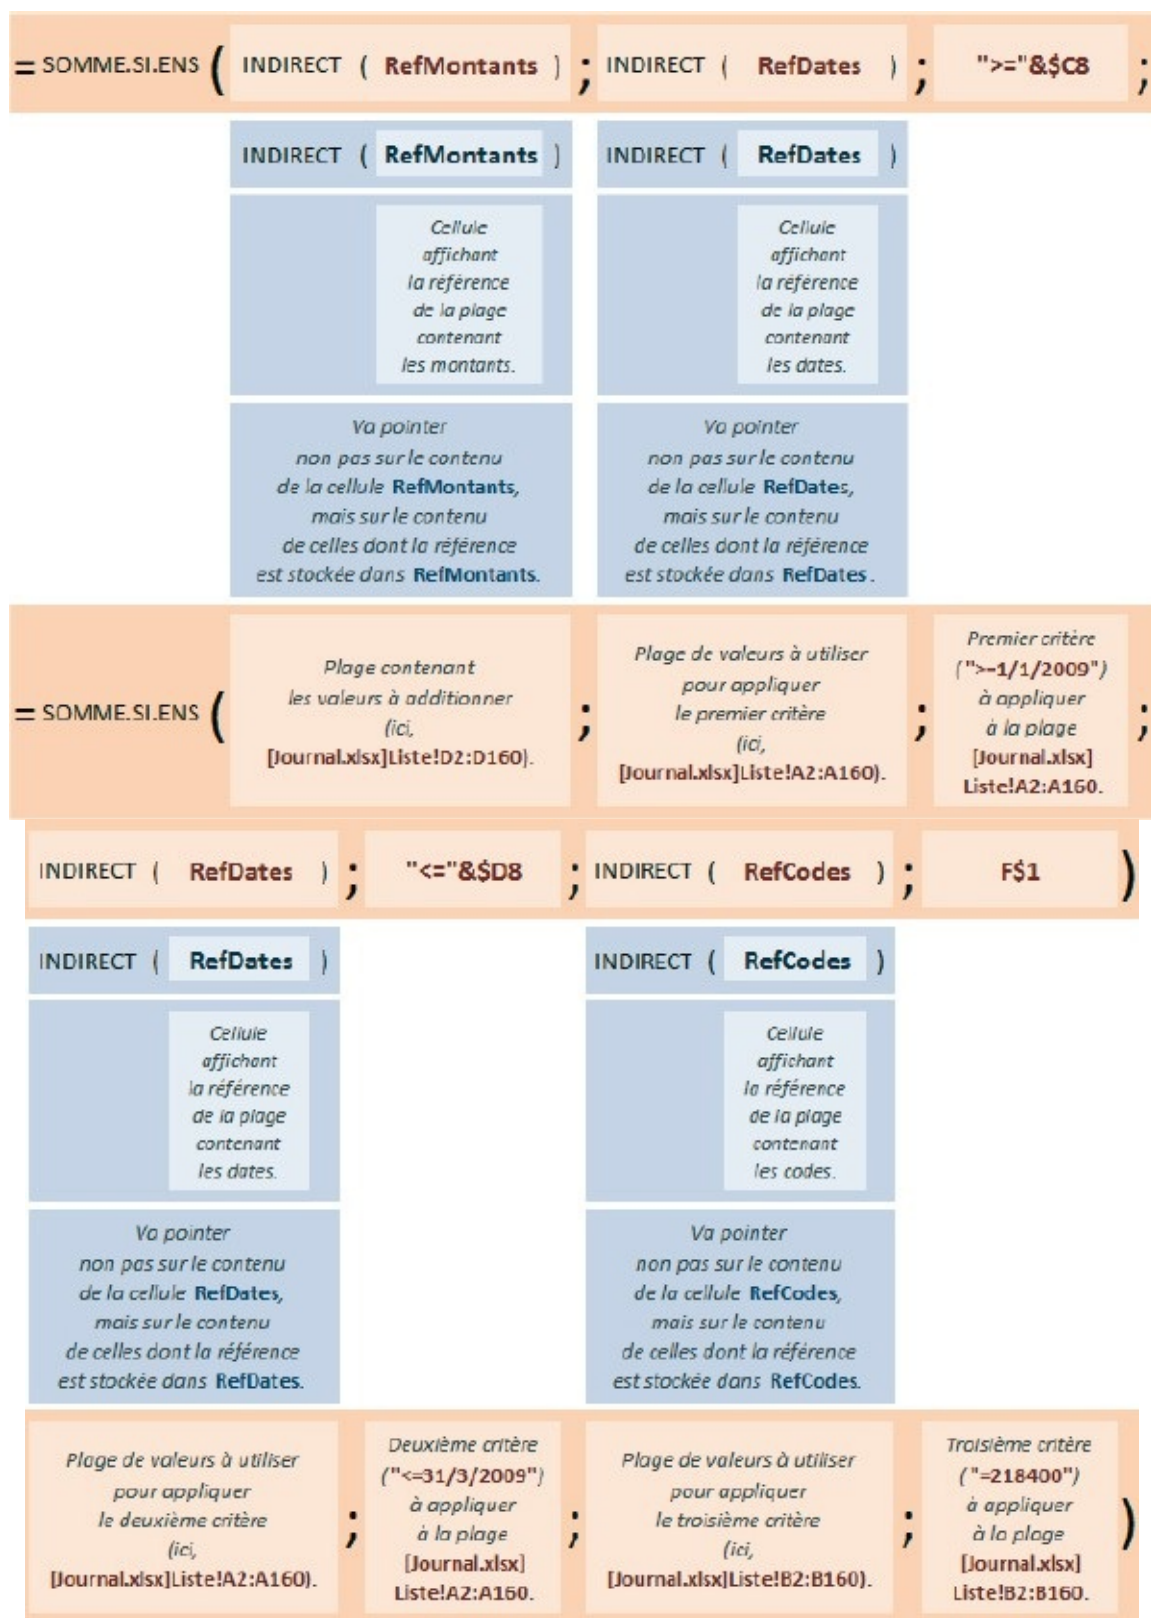 = SOMME.SI.ENS ( INDIRECT ( RefMontants ) ; INDIRECT ( RefDates ) ; ">="&$C8 ;
INDIRECT ( RefMontants ) INDIRECT ( RefDates )
Cellule
affichant
la référence
de la plage
contenant
les montants.
Cellule
affichant
la référence
de la plage
contenant
les dates.
Va pointer
non pas sur le contenu
de la cellule RefMontants,
mais sur le contenu
de celles dont la référence
est stockée dans RefMontants.
Va pointer
non pas sur le contenu
de la cellule RefDates,
mais sur le contenu
de celles dont la référence
est stockée dans RefDates.
= SOMME.SI.ENS (
Plage contenant
les valeurs à additionner
(ici,
[Journal.xlsx]Liste!D2:D160).
;
Plage de valeurs à utiliser
pour appliquer
le premier critère
(ici,
[Journal.xlsx]Liste!A2:A160).
;
Premier critère
(">=1/1/2009")
à appliquer
à la plage
[Journal.xlsx]
Liste!A2:A160.
;
INDIRECT ( RefDates ) ; "<="&$D8 ; INDIRECT ( RefCodes ) ; F$1 )
INDIRECT ( RefDates ) INDIRECT ( RefCodes )
Cellule
affichant
la référence
de la plage
contenant
les dates.
Cellule
affichant
la référence
de la plage
contenant
les codes.
Va pointer
non pas sur le contenu
de la cellule RefDates,
mais sur le contenu
de celles dont la référence
est stockée dans RefDates.
Va pointer
non pas sur le contenu
de la cellule RefCodes,
mais sur le contenu
de celles dont la référence
est stockée dans RefCodes.
Plage de valeurs à utiliser
pour appliquer
le deuxième critère
(ici,
[Journal.xlsx]Liste!A2:A160).
;
Deuxième critère
("<=31/3/2009")
à appliquer
à la plage
[Journal.xlsx]
Liste!A2:A160.
;
Plage de valeurs à utiliser
pour appliquer
le troisième critère
(ici,
[Journal.xlsx]Liste!B2:B160).
;
Troisième critère
("=218400")
à appliquer
à la plage
[Journal.xlsx]
Liste!B2:B160.
)